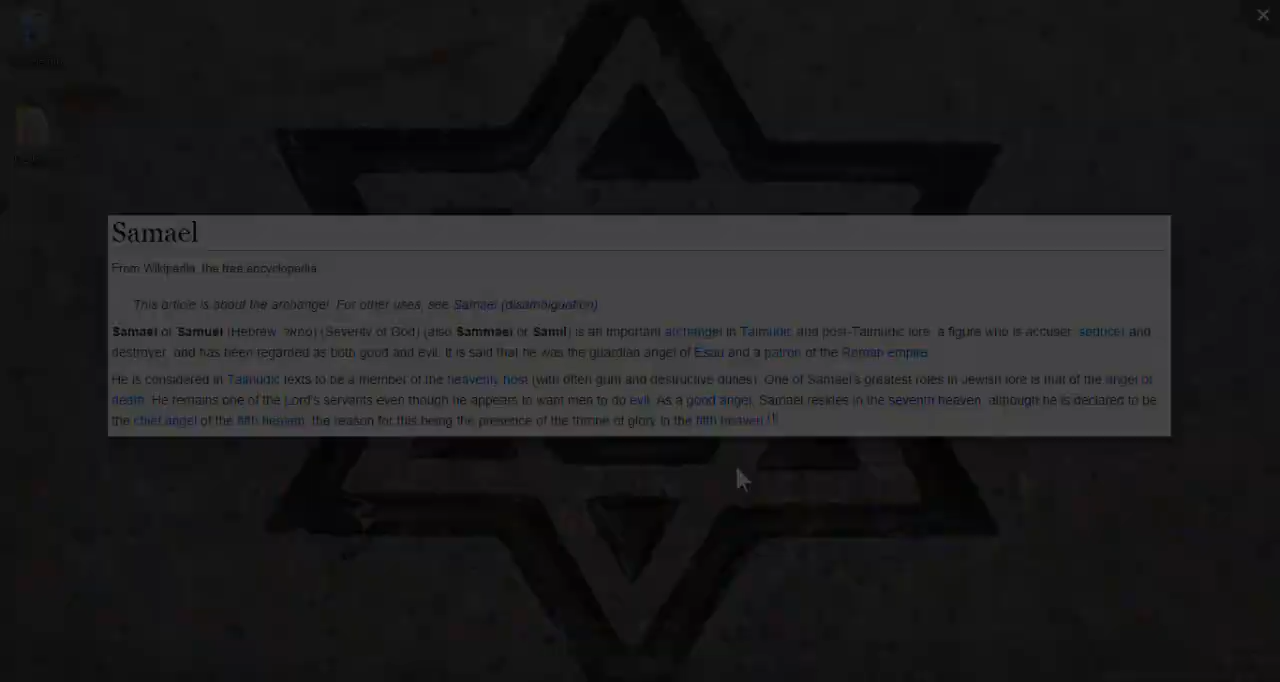 Samael
From Wikipedia, the free encyclopedia
This article is about the archangel. For other uses, see Samael (disambiguation)
Samael or Samuel (Hebrew: סמאל) (Severity of God) (also Sammael or Samil) is an important archangel in Talmudic and post-Talmudic lore, a figure who is accuser, seducer and
destroyer, and has been regarded as both good and evil. It is said that he was the guardian angel of Esau and a patron of the Roman empire.
He is considered in Talmudic texts to be a member of the heavenly host (with often grim and destructive duties). One of Samael's greatest roles in Jewish lore is that of the angel of
death. He remains one of the Lord's servants even though he appears to want men to do evil. As a good angel, Samael resides in the seventh heaven, although he is declared to be
the chief angel of the fifth heaven, the reason for this being the presence of the throne of glory in the fifth heaven.[1]